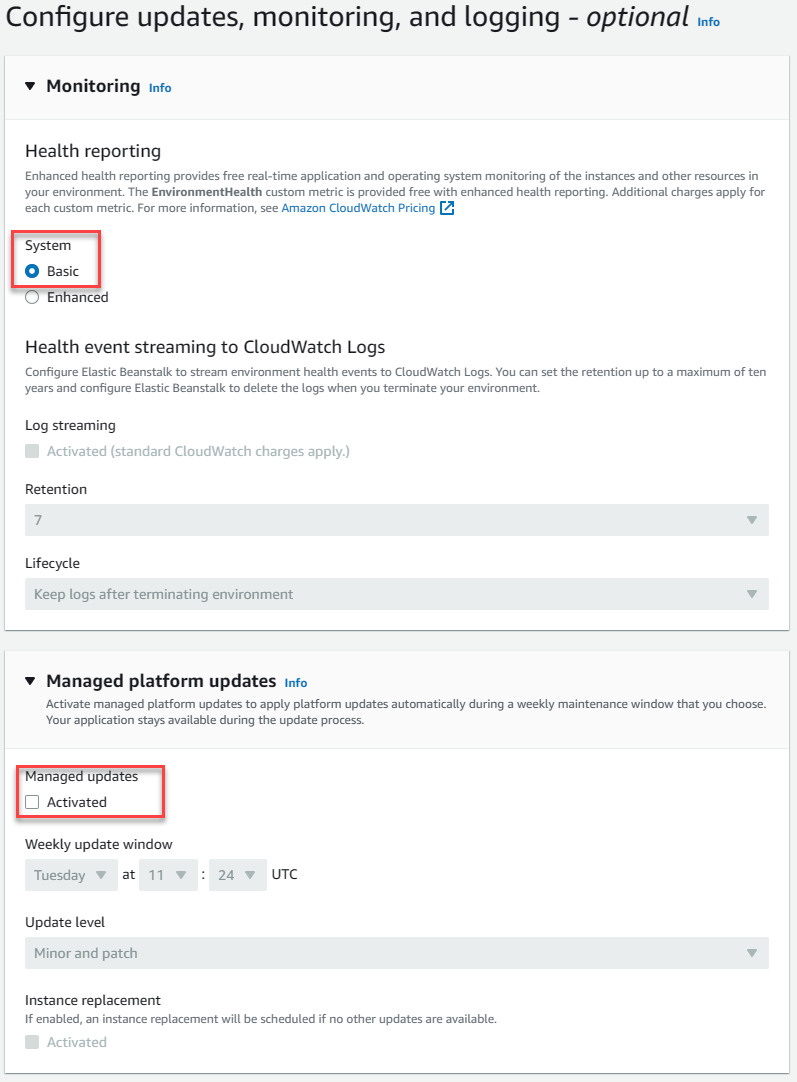 Configure updates, monitoring, and logging - optional Info
Monitoring Info
Health reporting
Enhanced health reporting provides free real-time application and operating system monitoring of the instances and other resources in
your environment. The EnvironmentHealth custom metric is provided free with enhanced health reporting. Additional charges apply for
each custom metric. For more information, see Amazon CloudWatch Pricing
System
Basic
Enhanced
Health event streaming to CloudWatch Logs
Configure Elastic Beanstalk to stream environment health events to CloudWatch Logs. You can set the retention up to a maximum of ten
years and configure Elastic Beanstalk to delete the logs when you terminate your environment.
Log streaming
Activated (standard CloudWatch charges apply.)
Retention
7
Lifecycle
Keep logs after terminating environment
Managed platform updates Info
Activate managed platform updates to apply platform updates automatically during a weekly maintenance window that you choose.
Your application stays available during the update process.
Managed updates
Activated
Weekly update window
Tuesday at 11 : 24 UTC
Update level
Minor and patch
Instance replacement
If enabled, an instance replacement will be scheduled if no other updates are available.
Activated